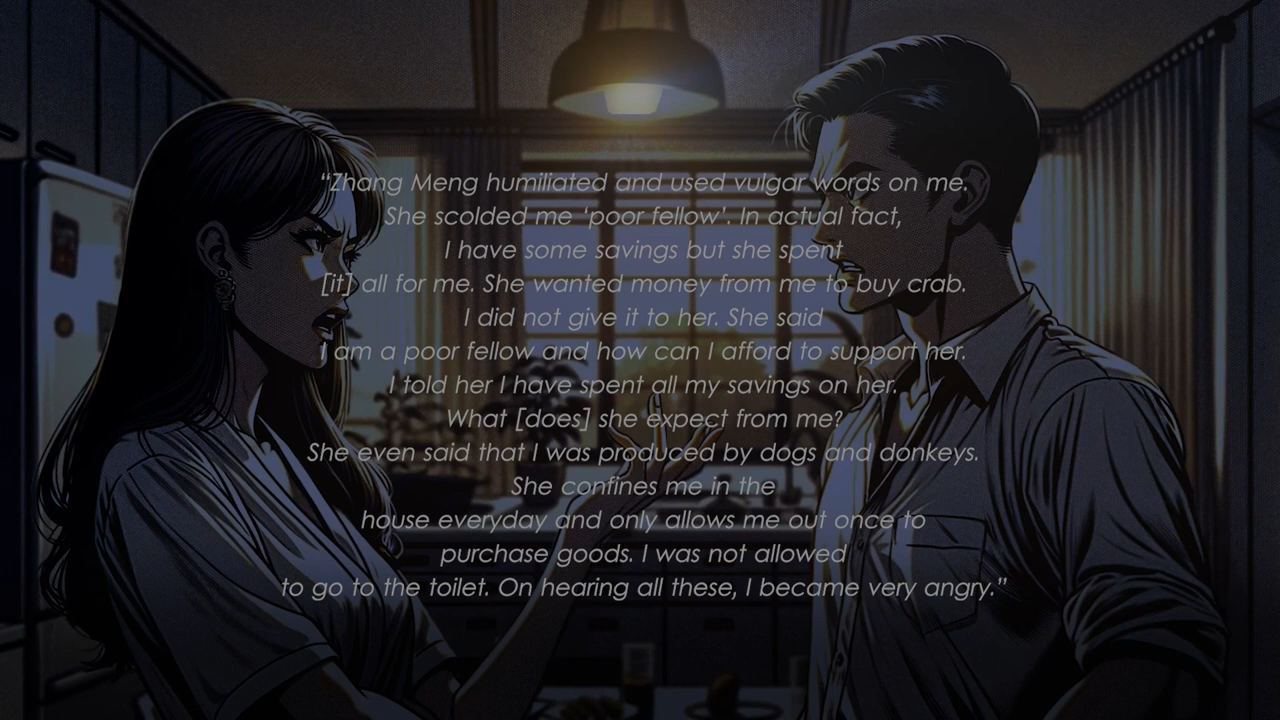 “Zhang Meng humiliated and used vulgar words on me.
She scolded me ‘poor fellow’. In actual fact,
I have some savings but she spent
[it] all for me. She wanted money from me to buy crab.
I did not give it to her. She said
I am a poor fellow and how can I afford to support her.
I told her I have spent all my savings on her.
What [does] she expect from me?
She even said that I was produced by dogs and donkeys.
She confines me in the
house everyday and only allows me out once to
purchase goods. I was not allowed
to go to the toilet. On hearing all these, I became very angry.”